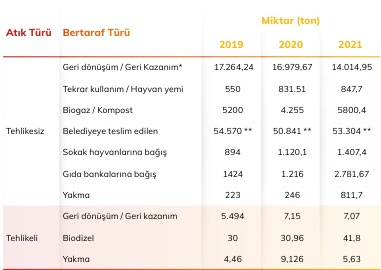 Atık Türü Bertaraf Türü Miktar (ton)
2019 2020 2021
Geri dönüşüm / Geri Kazanım* 17.264,24 16.979,67 14.014,95
Tekrar kullanım / Hayvan yemi 550 831.51 847,7
Biogaz / Kompost 5200 4.255 5800,4
Tehlikesiz Belediyeye teslim edilen 54.570 ** 50.841 ** 53.304 **
Sokak hayvanlarına bağış 894 1.120,1 1.407,4
Gıda bankalarına bağış 1424 1.216 2.781,67
Yakma 223 246 811,7
Geri dönüşüm / Geri kazanım 5.494 7,15 7,07
Tehlikeli Biodizel 30 30,96 41,8
Yakma 4,46 9,126 5,63